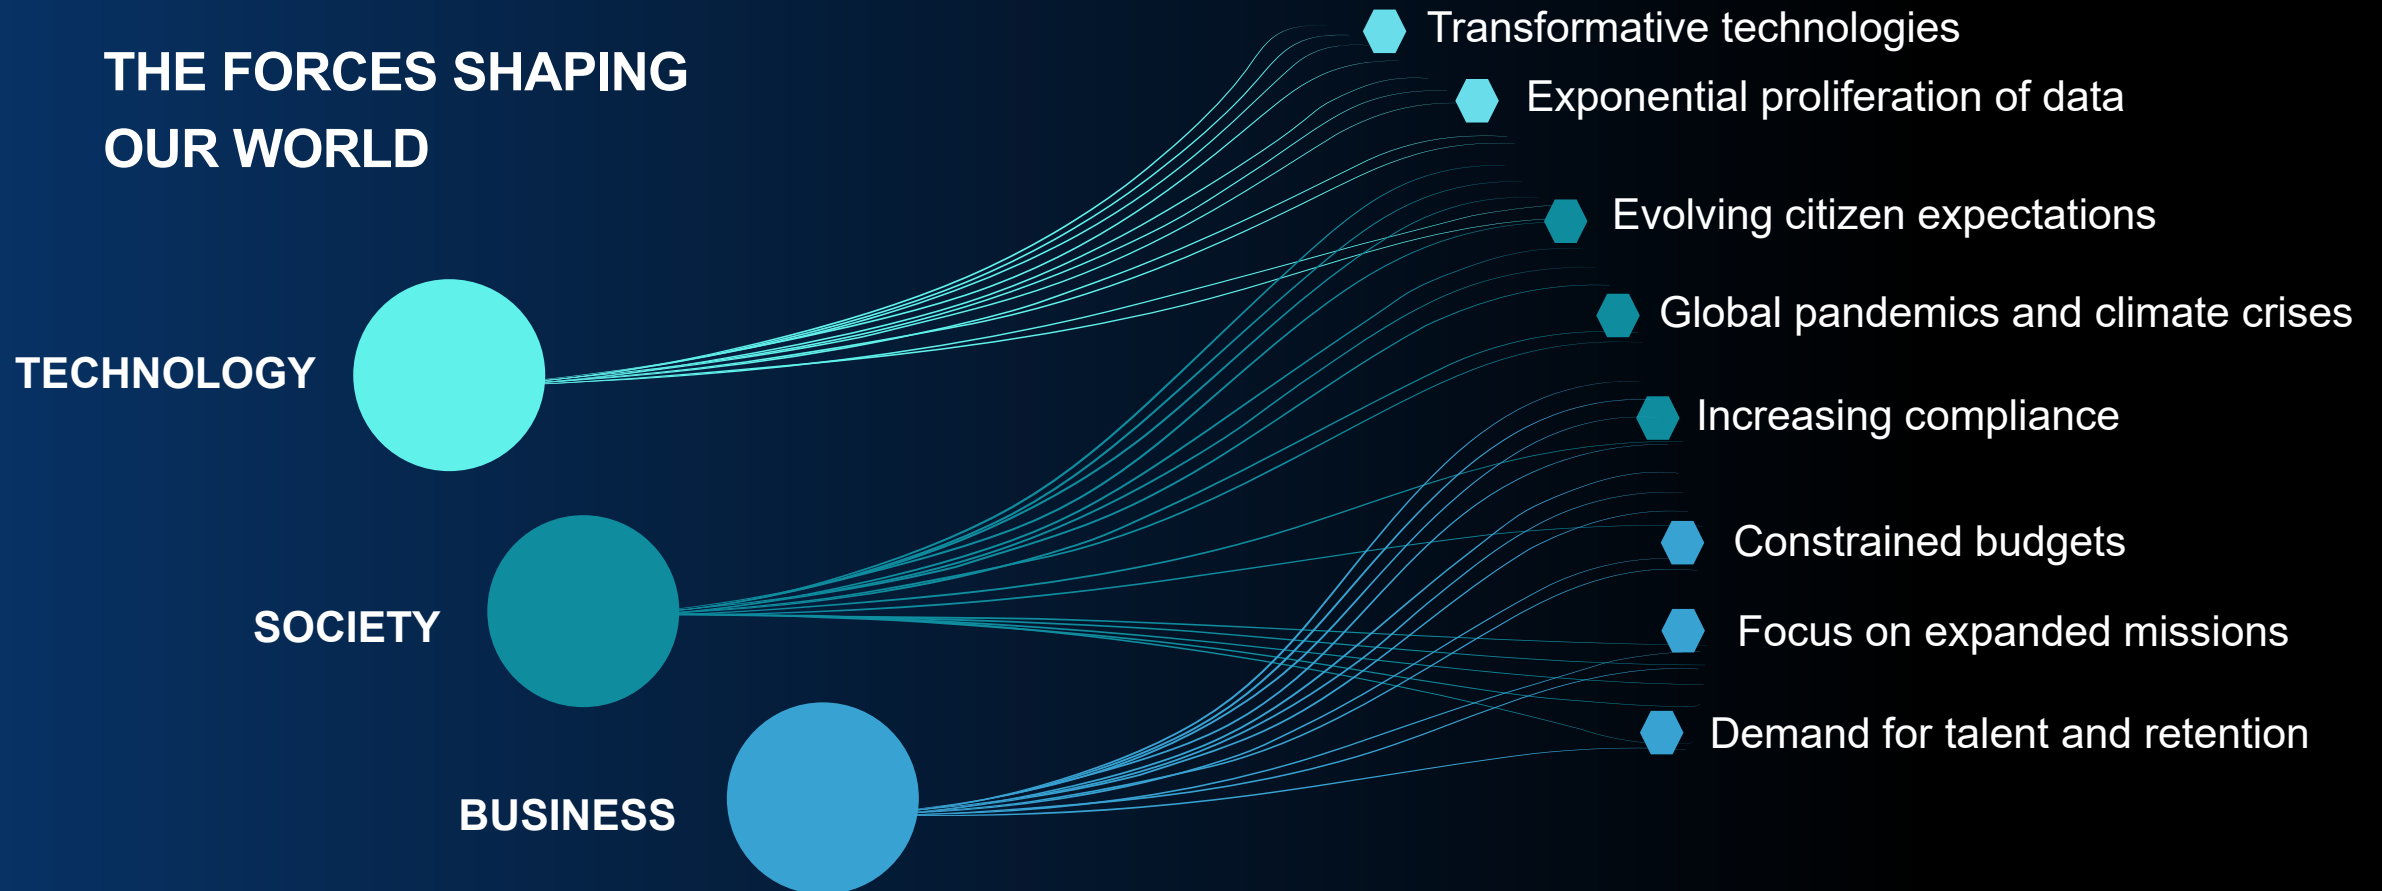 THE FORCES SHAPING
OUR WORLD
TECHNOLOGY
SOCIETY
BUSINESS
Transformative technologies
Exponential proliferation of data
Evolving citizen expectations
Global pandemics and climate crises
Increasing compliance
Constrained budgets
Focus on expanded missions
Demand for talent and retention